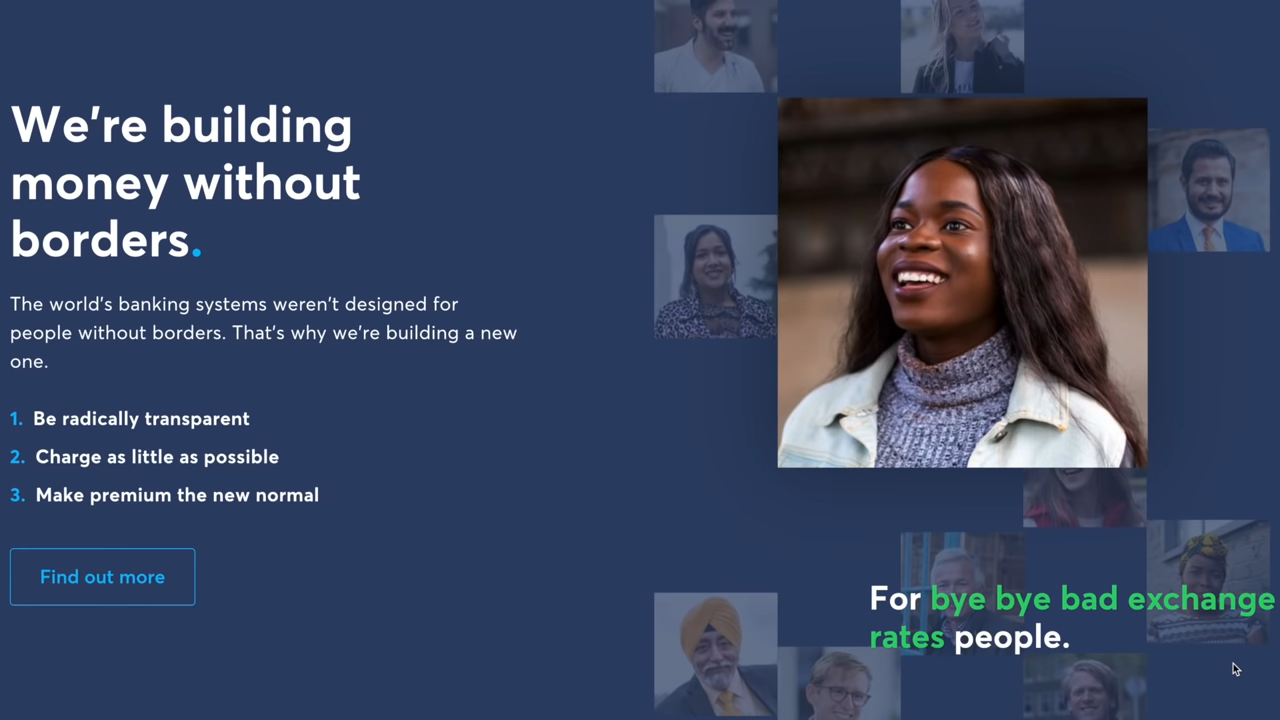 We're building
money without
borders.
The world's banking systems weren't designed for
people without borders. That's why we're building a new
one.
1. Be radically transparent
2. Charge as little as possible
3. Make premium the new normal
Find out more
For bye bye bad exchange
rates people.